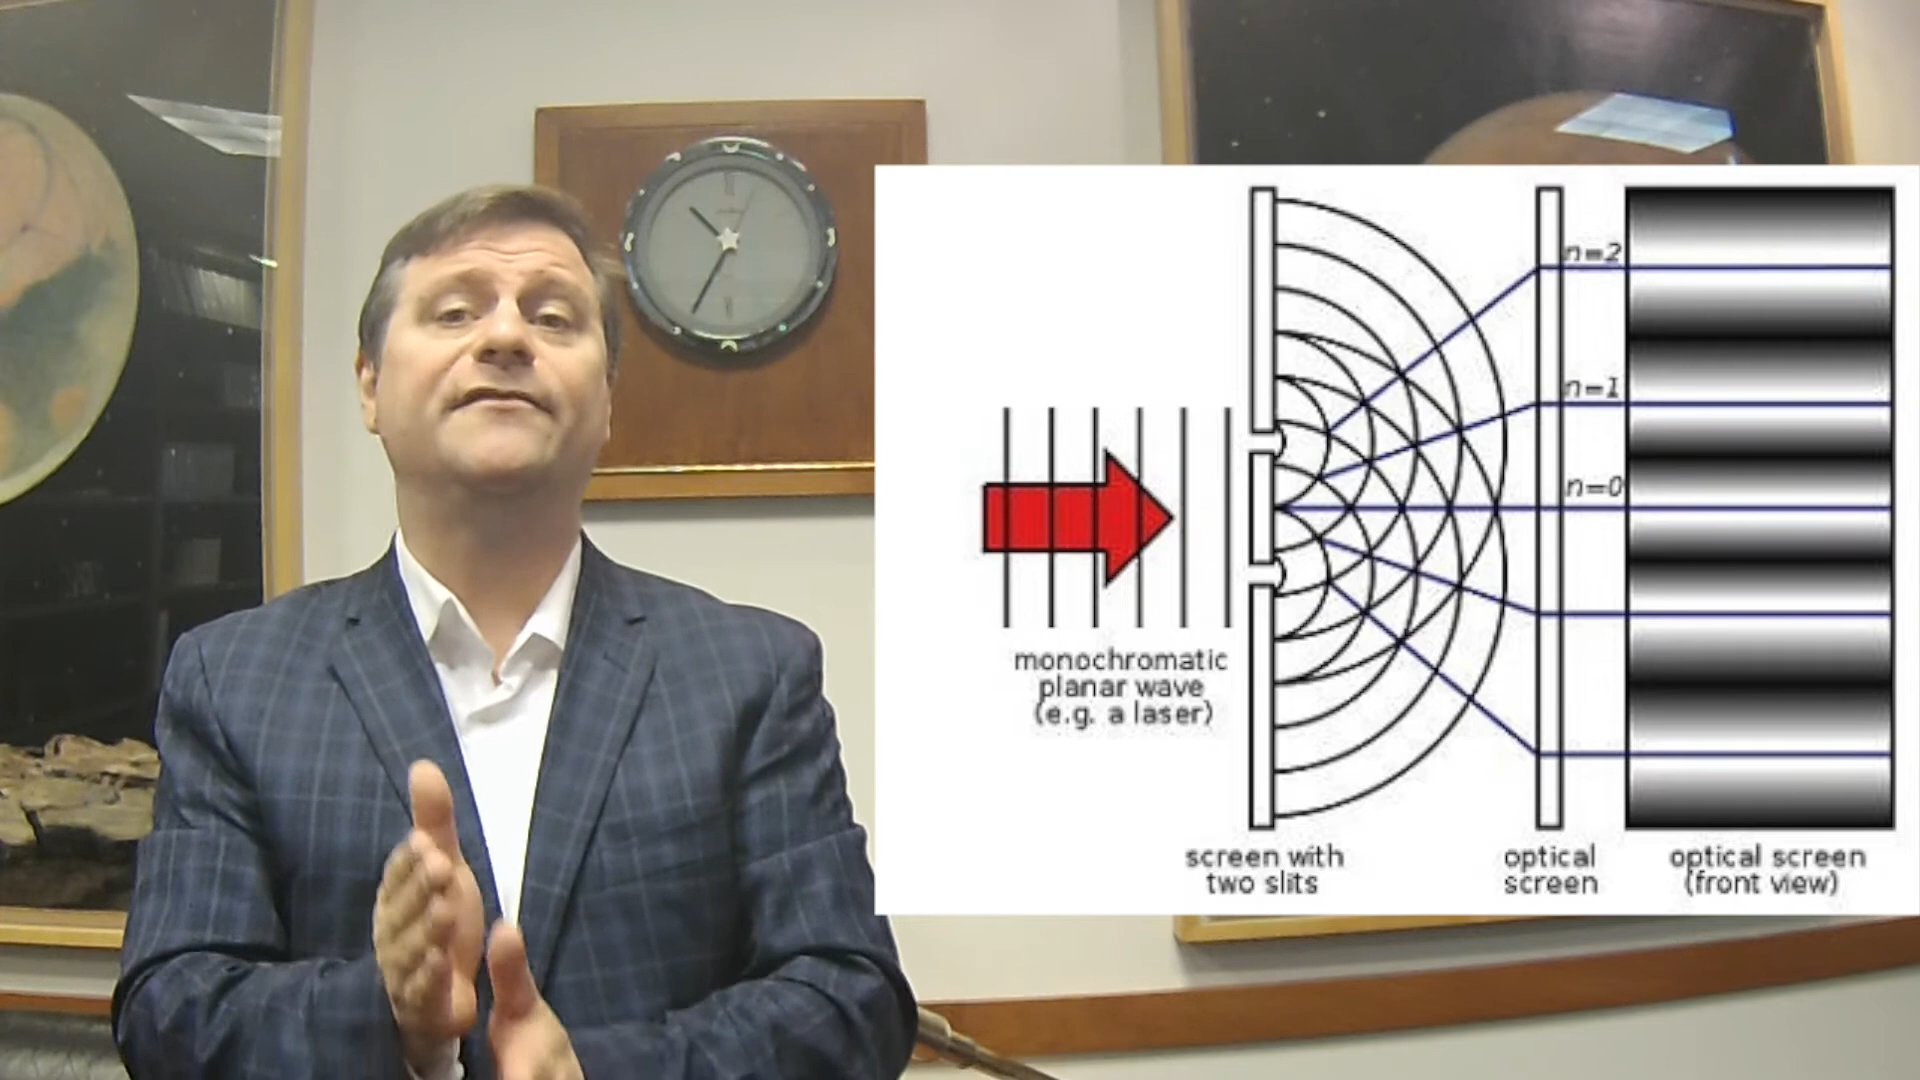 n=2
n=1
n=0
monochromatic
planar wave
(e.g. a laser)
screen with
two slits
optical
screen
optical screen
(front view)